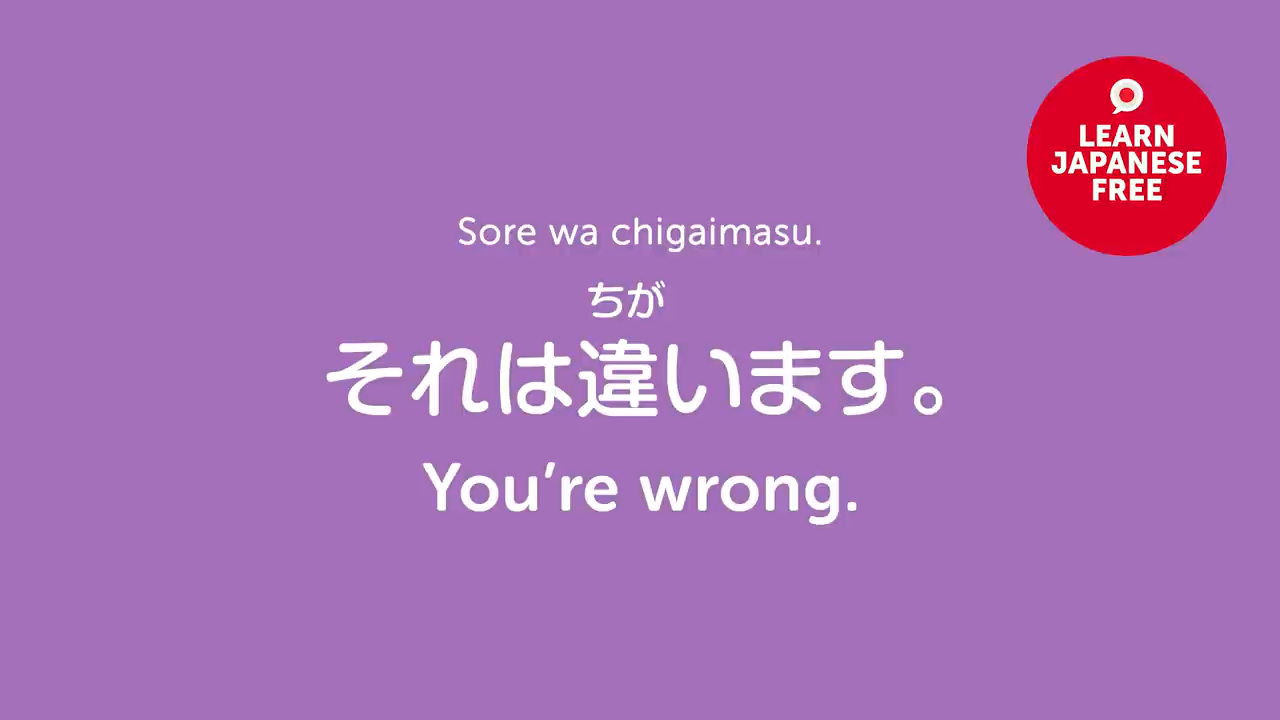 LEARN
JAPANESE
FREE
Sore wa chigaimasu.
ちが
それは違います。
You're wrong.